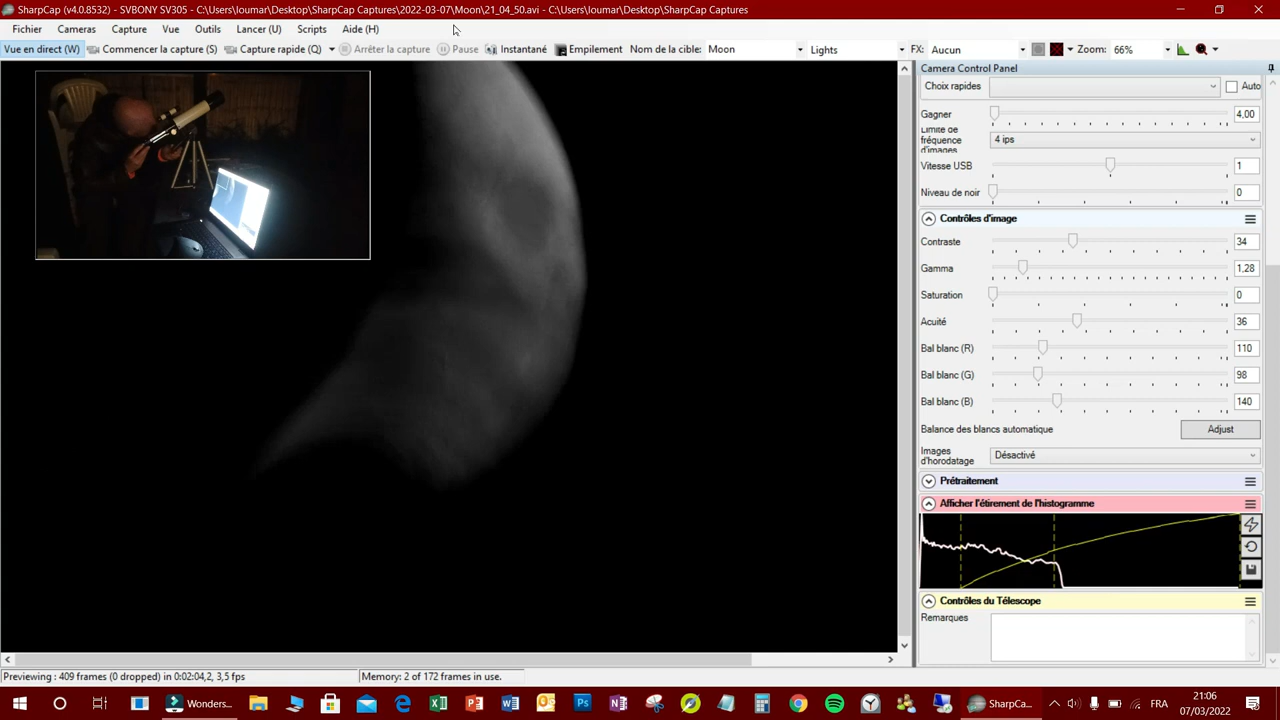 SharpCap (v4.0.8532) - SVBONY SV305 - C:\Users\loumar\Desktop\SharpCap Captures\2022-03-07\Moon\21_04_50.avi - C:\Users\loumar\Desktop\SharpCap Captures
Fichier Cameras Capture Vue Outils Lancer (U) Scripts Aide (H)
Vue en direct (W) Commencer la capture (S) Capture rapide (Q) Arrêter la capture Pause Instantané Empilement Nom de la cible: Moon Lights FX: Aucun Zoom: 66%
Camera Control Panel
Choix rapides Auto
Gagner 4,00
Limite de
fréquence
d'images
4 ips
Vitesse USB 1
Niveau de noir 0
Contrôles d'image
Contraste 34
Gamma 1,28
Saturation 0
Acuité 36
Bal blanc (R) 110
Bal blanc (G) 98
Bal blanc (B) 140
Balance des blancs automatique Adjust
Images
d'horodatage
Désactivé
Prétraitement
Afficher l'étirement de l'histogramme
Contrôles du Télescope
Remarques
Previewing : 409 frames (0 dropped) in 0:02:04,2, 3,5 fps Memory: 2 of 172 frames in use.
Wonders... SharpCa... FRA 21:06
07/03/2022